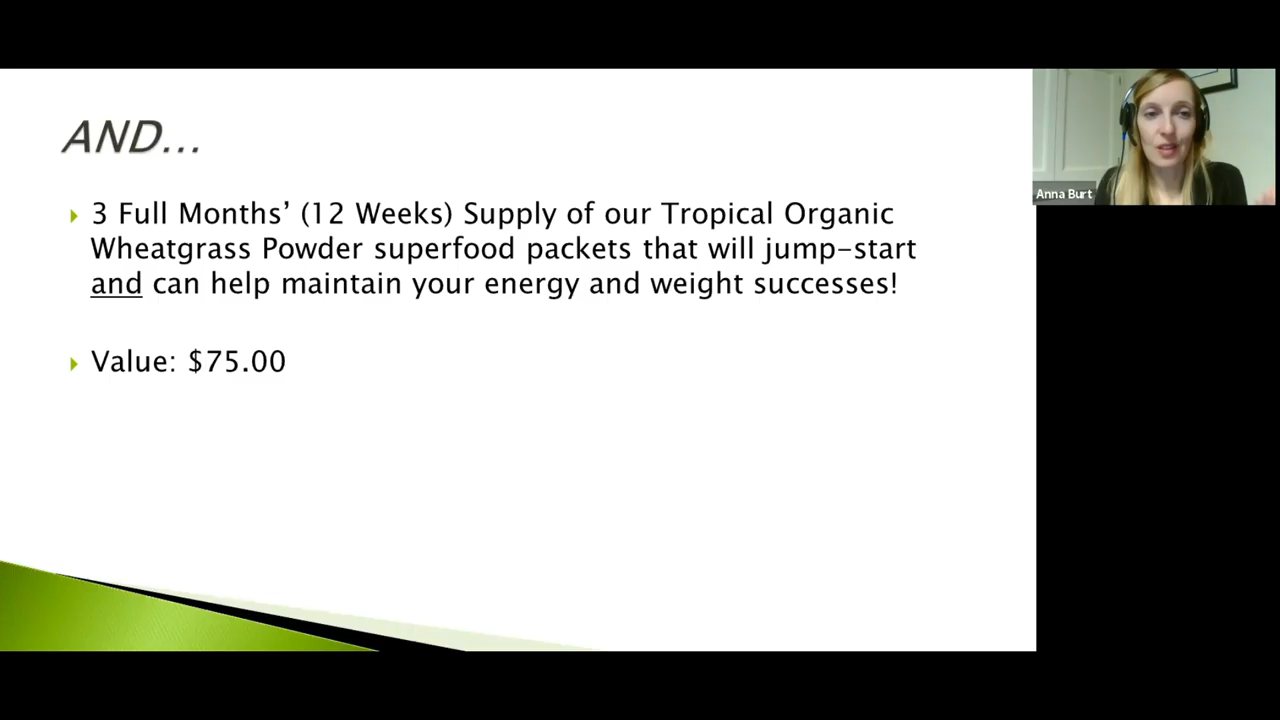 AND...
3 Full Months’ (12 Weeks) Supply of our Tropical Organic
Wheatgrass Powder superfood packets that will jump-start
and can help maintain your energy and weight successes!
Value: $75.00
Anna Burt